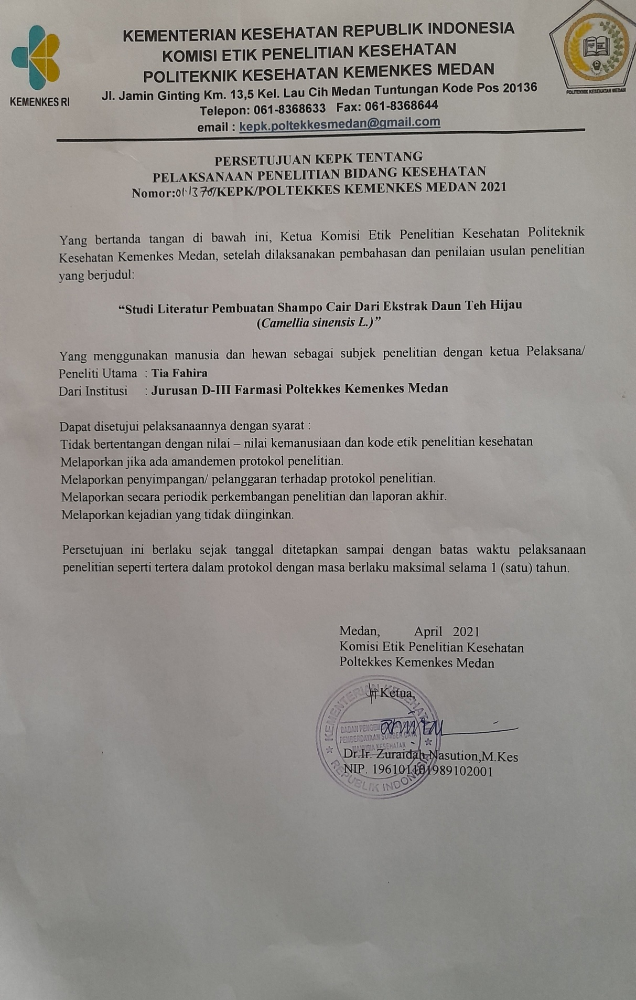 KEMENTERIAN KESEHATAN REPUBLIK INDONESIA
KOMISI ETIK PENELITIAN KESEHATAN
POLITEKNIK KESEHATAN KEMENKES MEDAN
Jl. Jamin Ginting Km. 13,5 Kel. Lau Cih Medan Tuntungan Kode Pos 20136
Telepon: 061-8368633 Fax: 061-8368644
email : kepk.poltekkesmedan@gmail.com
KEMENKES RI
POLITEKNIK KESEHATAN MEDAN
PERSETUJUAN KEPK TENTANG
PELAKSANAAN PENELITIAN BIDANG KESEHATAN
Nomor: /KEPK/POLTEKKES KEMENKES MEDAN 2021
Yang bertanda tangan di bawah ini, Ketua Komisi Etik Penelitian Kesehatan Politeknik
Kesehatan Kemenkes Medan, setelah dilaksanakan pembahasan dan penilaian usulan penelitian
yang berjudul:
“Studi Literatur Pembuatan Shampo Cair Dari Ekstrak Daun Teh Hijau
(Camellia sinensis L.)”
Yang menggunakan manusia dan hewan sebagai subjek penelitian dengan ketua Pelaksana/
Peneliti Utama : Tia Fahira
Dari Institusi : Jurusan D-III Farmasi Poltekkes Kemenkes Medan
Dapat disetujui pelaksanaannya dengan syarat :
Tidak bertentangan dengan nilai – nilai kemanusiaan dan kode etik penelitian kesehatan
Melaporkan jika ada amandemen protokol penelitian.
Melaporkan penyimpangan/ pelanggaran terhadap protokol penelitian.
Melaporkan secara periodik perkembangan penelitian dan laporan akhir.
Melaporkan kejadian yang tidak diinginkan.
Persetujuan ini berlaku sejak tanggal ditetapkan sampai dengan batas waktu pelaksanaan
penelitian seperti tertera dalam protokol dengan masa berlaku maksimal selama 1 (satu) tahun.
Medan, April 2021
Komisi Etik Penelitian Kesehatan
Poltekkes Kemenkes Medan
Ketua,
KEMENTERIAN KESEHATAN
BADAN PENGEMBANGAN DAN
PEMBERDAYAAN SUMBER DAYA
MANUSIA KESEHATAN
REPUBLIK INDONESIA
Dr.Ir. Zuraidah Nasution,M.Kes
NIP. 196101101989102001